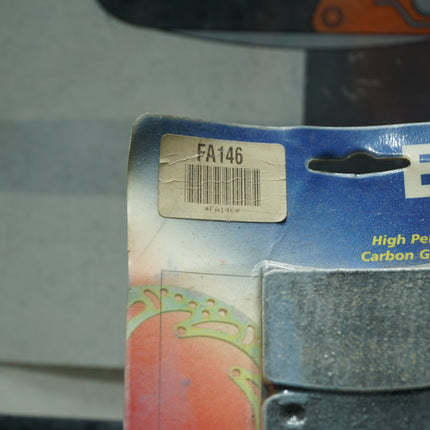 FA146
*FA146*
High Pe
Carbon G